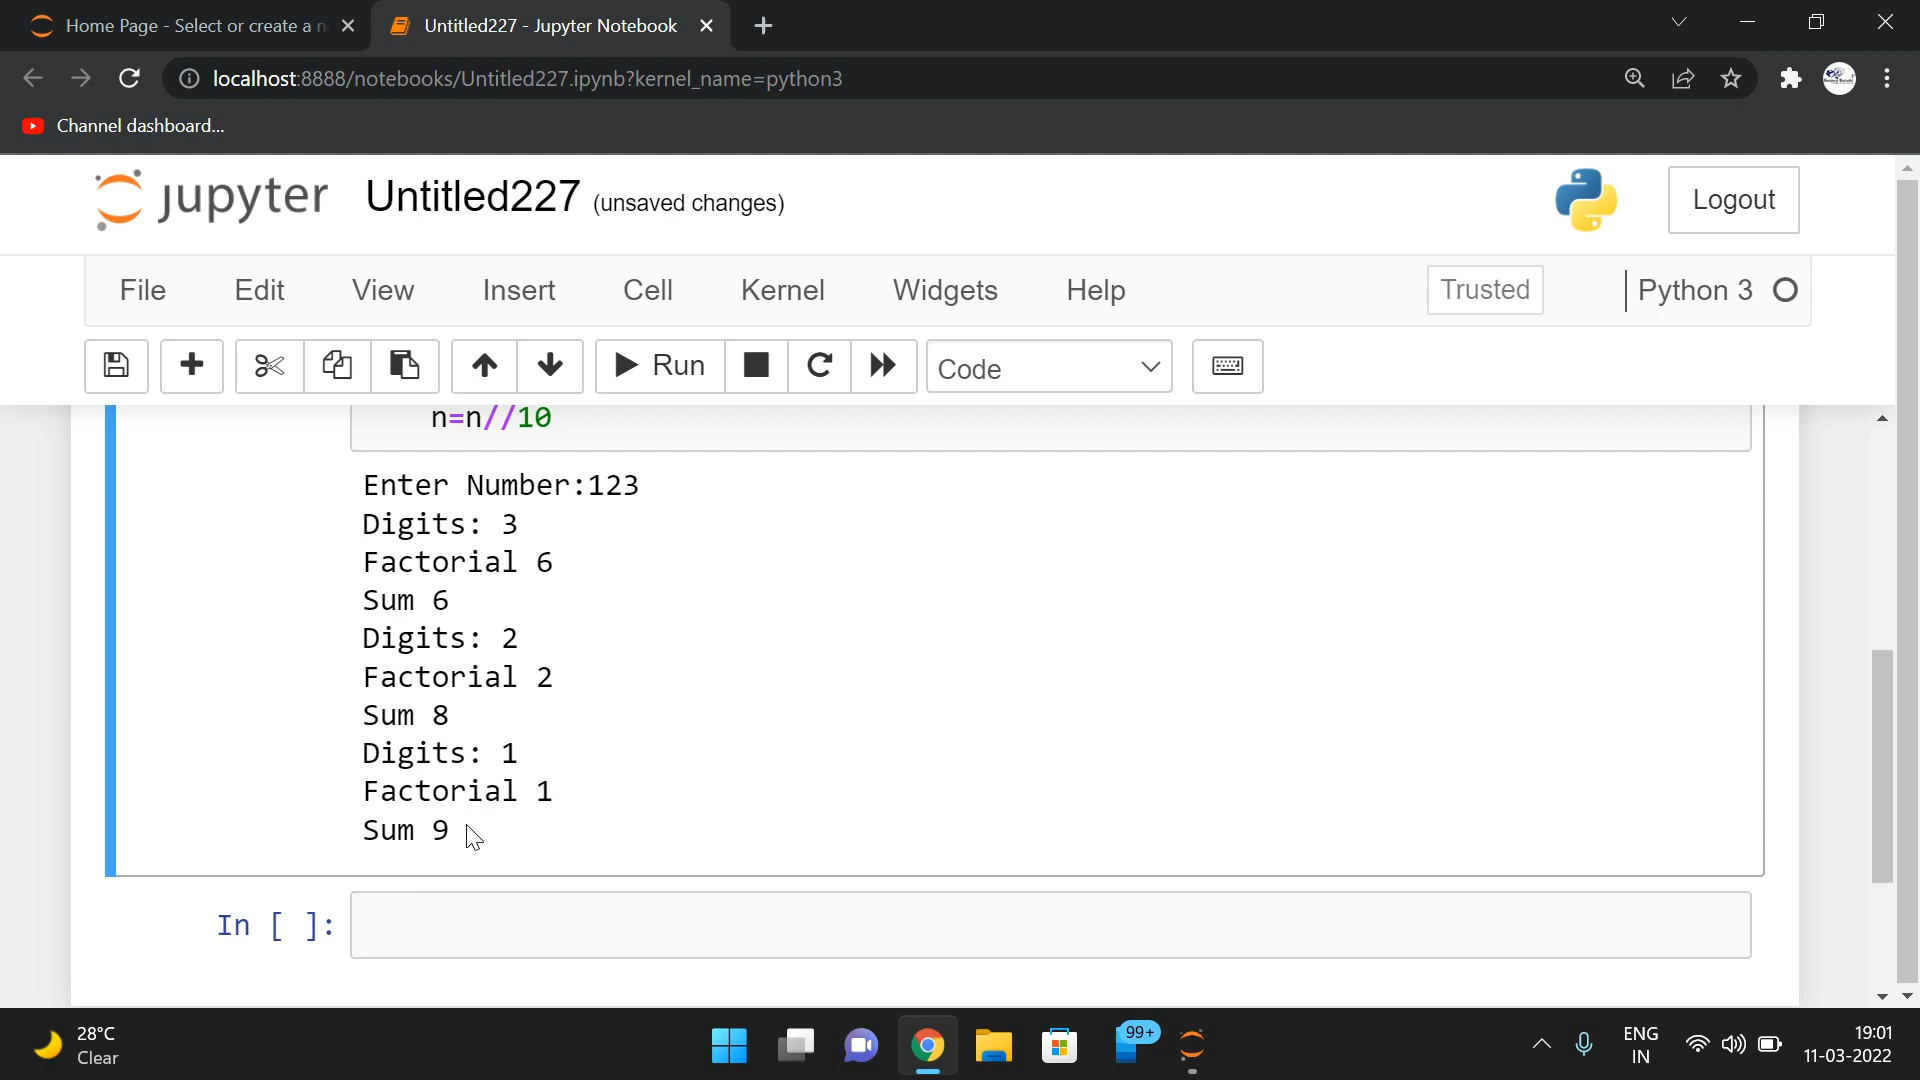 Home Page - Select or create a n
Untitled227 - Jupyter Notebook
localhost:8888/notebooks/Untitled227.ipynb?kernel_name=python3
Channel dashboard...
jupyter Untitled227 (unsaved changes)
Logout
File Edit View Insert Cell Kernel Widgets Help Trusted Python 3
Run Code
n=n//10
Enter Number:123
Digits: 3
Factorial 6
Sum 6
Digits: 2
Factorial 2
Sum 8
Digits: 1
Factorial 1
Sum 9
In [ ]:
28°C
Clear
99+
ENG
IN
19:01
11-03-2022